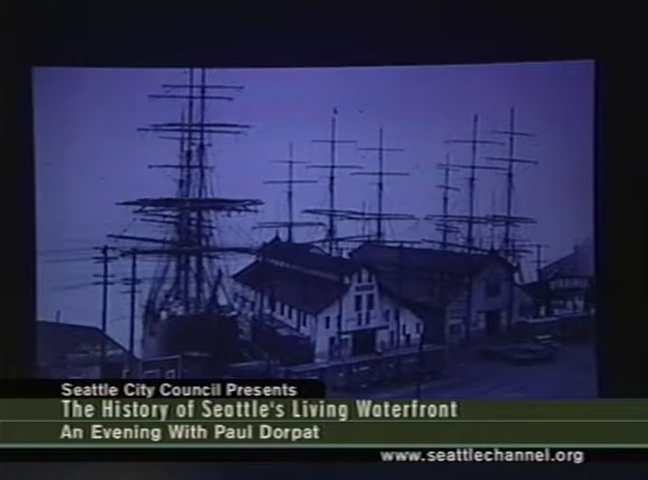 Seattle City Council Presents
The History of Seattle's Living Waterfront
An Evening With Paul Dorpat
www.seattlechannel.org